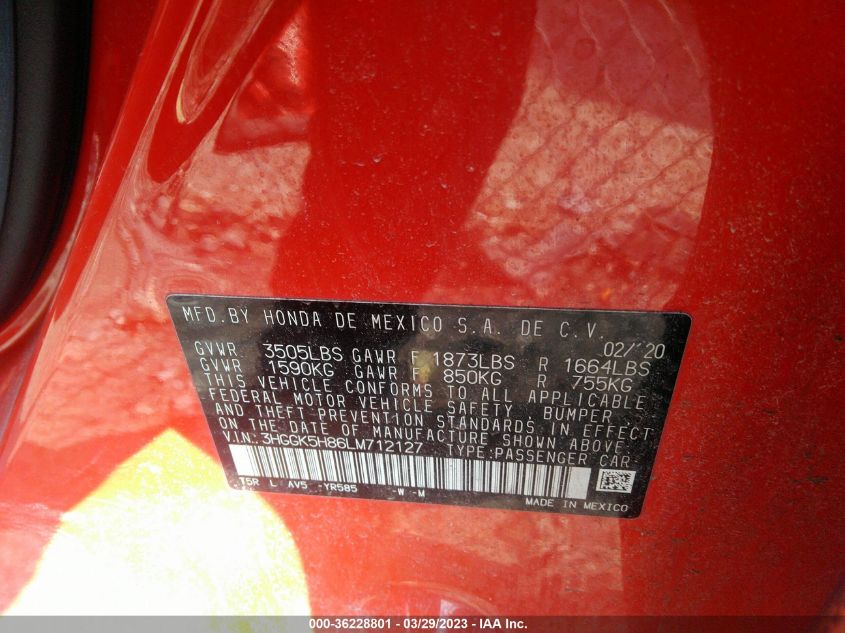 MFD. BY HONDA DE MEXICO S.A. DE C.V.
02/'20
GVWR 3505LBS GAWR F 1873LBS R 1664LBS
GVWR 1590KG GAWR F 850KG R 755KG
THIS VEHICLE CONFORMS TO ALL APPLICABLE
FEDERAL MOTOR VEHICLE SAFETY, BUMPER,
AND THEFT PREVENTION STANDARDS IN EFFECT
ON THE DATE OF MANUFACTURE SHOWN ABOVE.
V.I.N: 3HGGK5H86LM712127 TYPE:PASSENGER CAR
T5R L AV5 -YR585 -W -M
MADE IN MEXICO
000-36228801 — 03/29/2023 — IAA Inc.